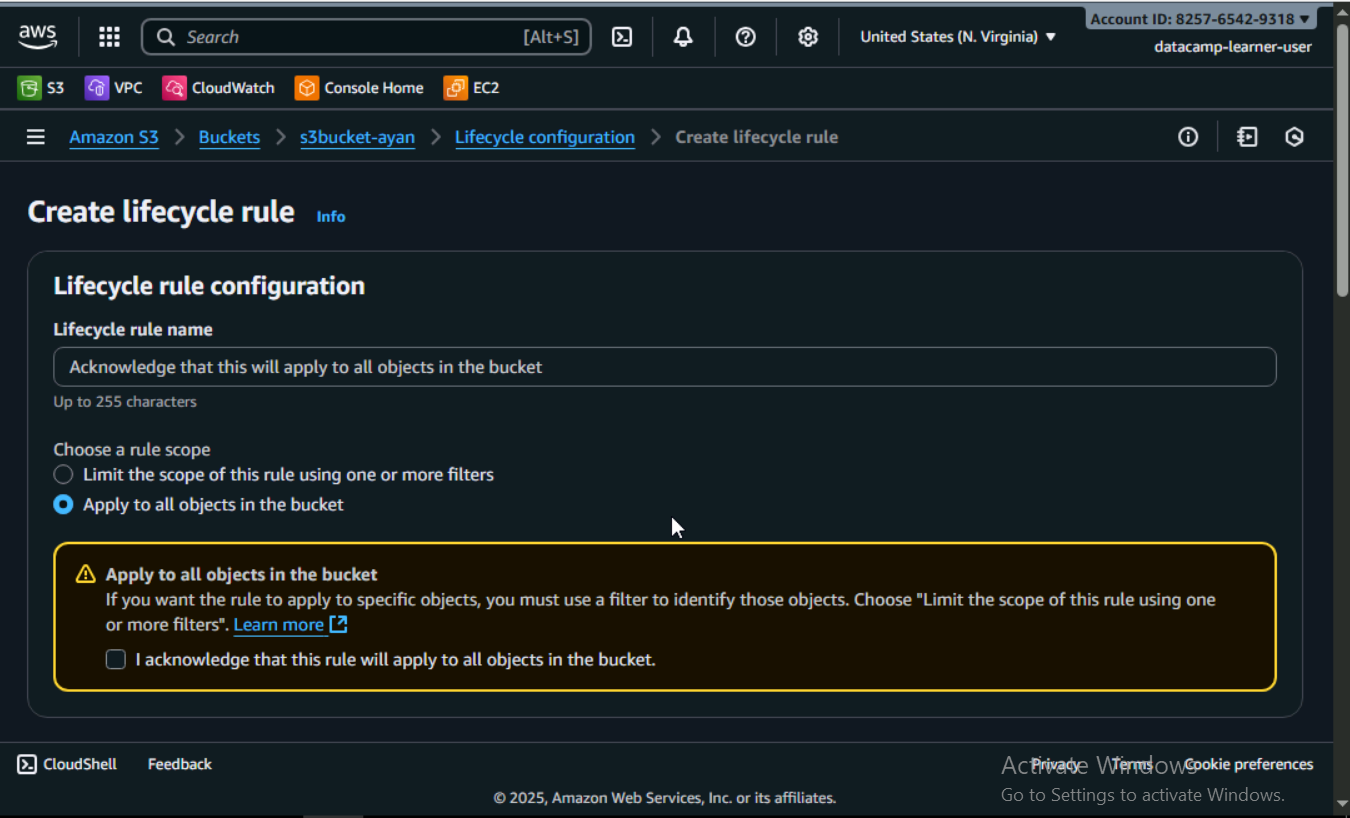 aws
Search [Alt+S]
United States (N. Virginia) ▼
Account ID: 8257-6542-9318 ▼
datacamp-learner-user
S3 VPC CloudWatch Console Home EC2
Amazon S3 > Buckets > s3bucket-ayan > Lifecycle configuration > Create lifecycle rule
Create lifecycle rule Info
Lifecycle rule configuration
Lifecycle rule name
Acknowledge that this will apply to all objects in the bucket
Up to 255 characters
Choose a rule scope
Limit the scope of this rule using one or more filters
Apply to all objects in the bucket
Apply to all objects in the bucket
If you want the rule to apply to specific objects, you must use a filter to identify those objects. Choose "Limit the scope of this rule using one
or more filters". Learn more
I acknowledge that this rule will apply to all objects in the bucket.
CloudShell Feedback Privacy Terms Cookie preferences
Activate Windows
© 2025, Amazon Web Services, Inc. or its affiliates.
Go to Settings to activate Windows.